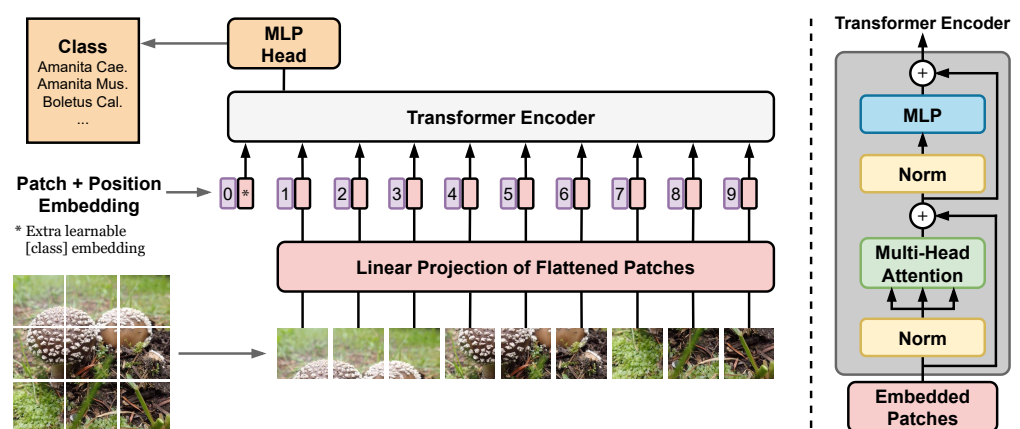 Class
Amanita Cae.
Amanita Mus.
Boletus Cal.
...
MLP
Head
Transformer Encoder
0 * 1 2 3 4 5 6 7 8 9
Patch + Position
Embedding
* Extra learnable
[class] embedding
Linear Projection of Flattened Patches
Transformer Encoder
+
MLP
Norm
+
Multi-Head
Attention
Norm
Embedded
Patches